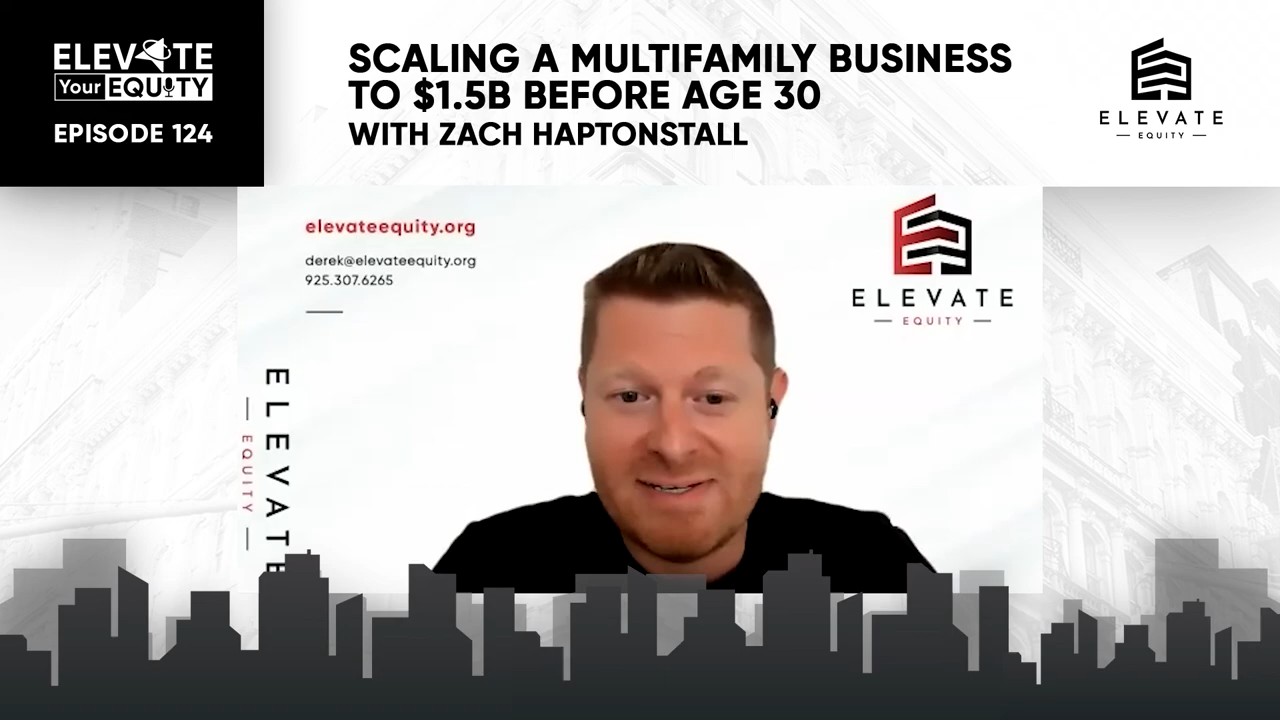 ELEVATE
Your EQUITY
EPISODE 124
SCALING A MULTIFAMILY BUSINESS
TO $1.5B BEFORE AGE 30
WITH ZACH HAPTONSTALL
ELEVATE
EQUITY
elevateequity.org
derek@elevateequity.org
925.307.6265
ELEVATE
EQUITY
ELEVATE
EQUITY